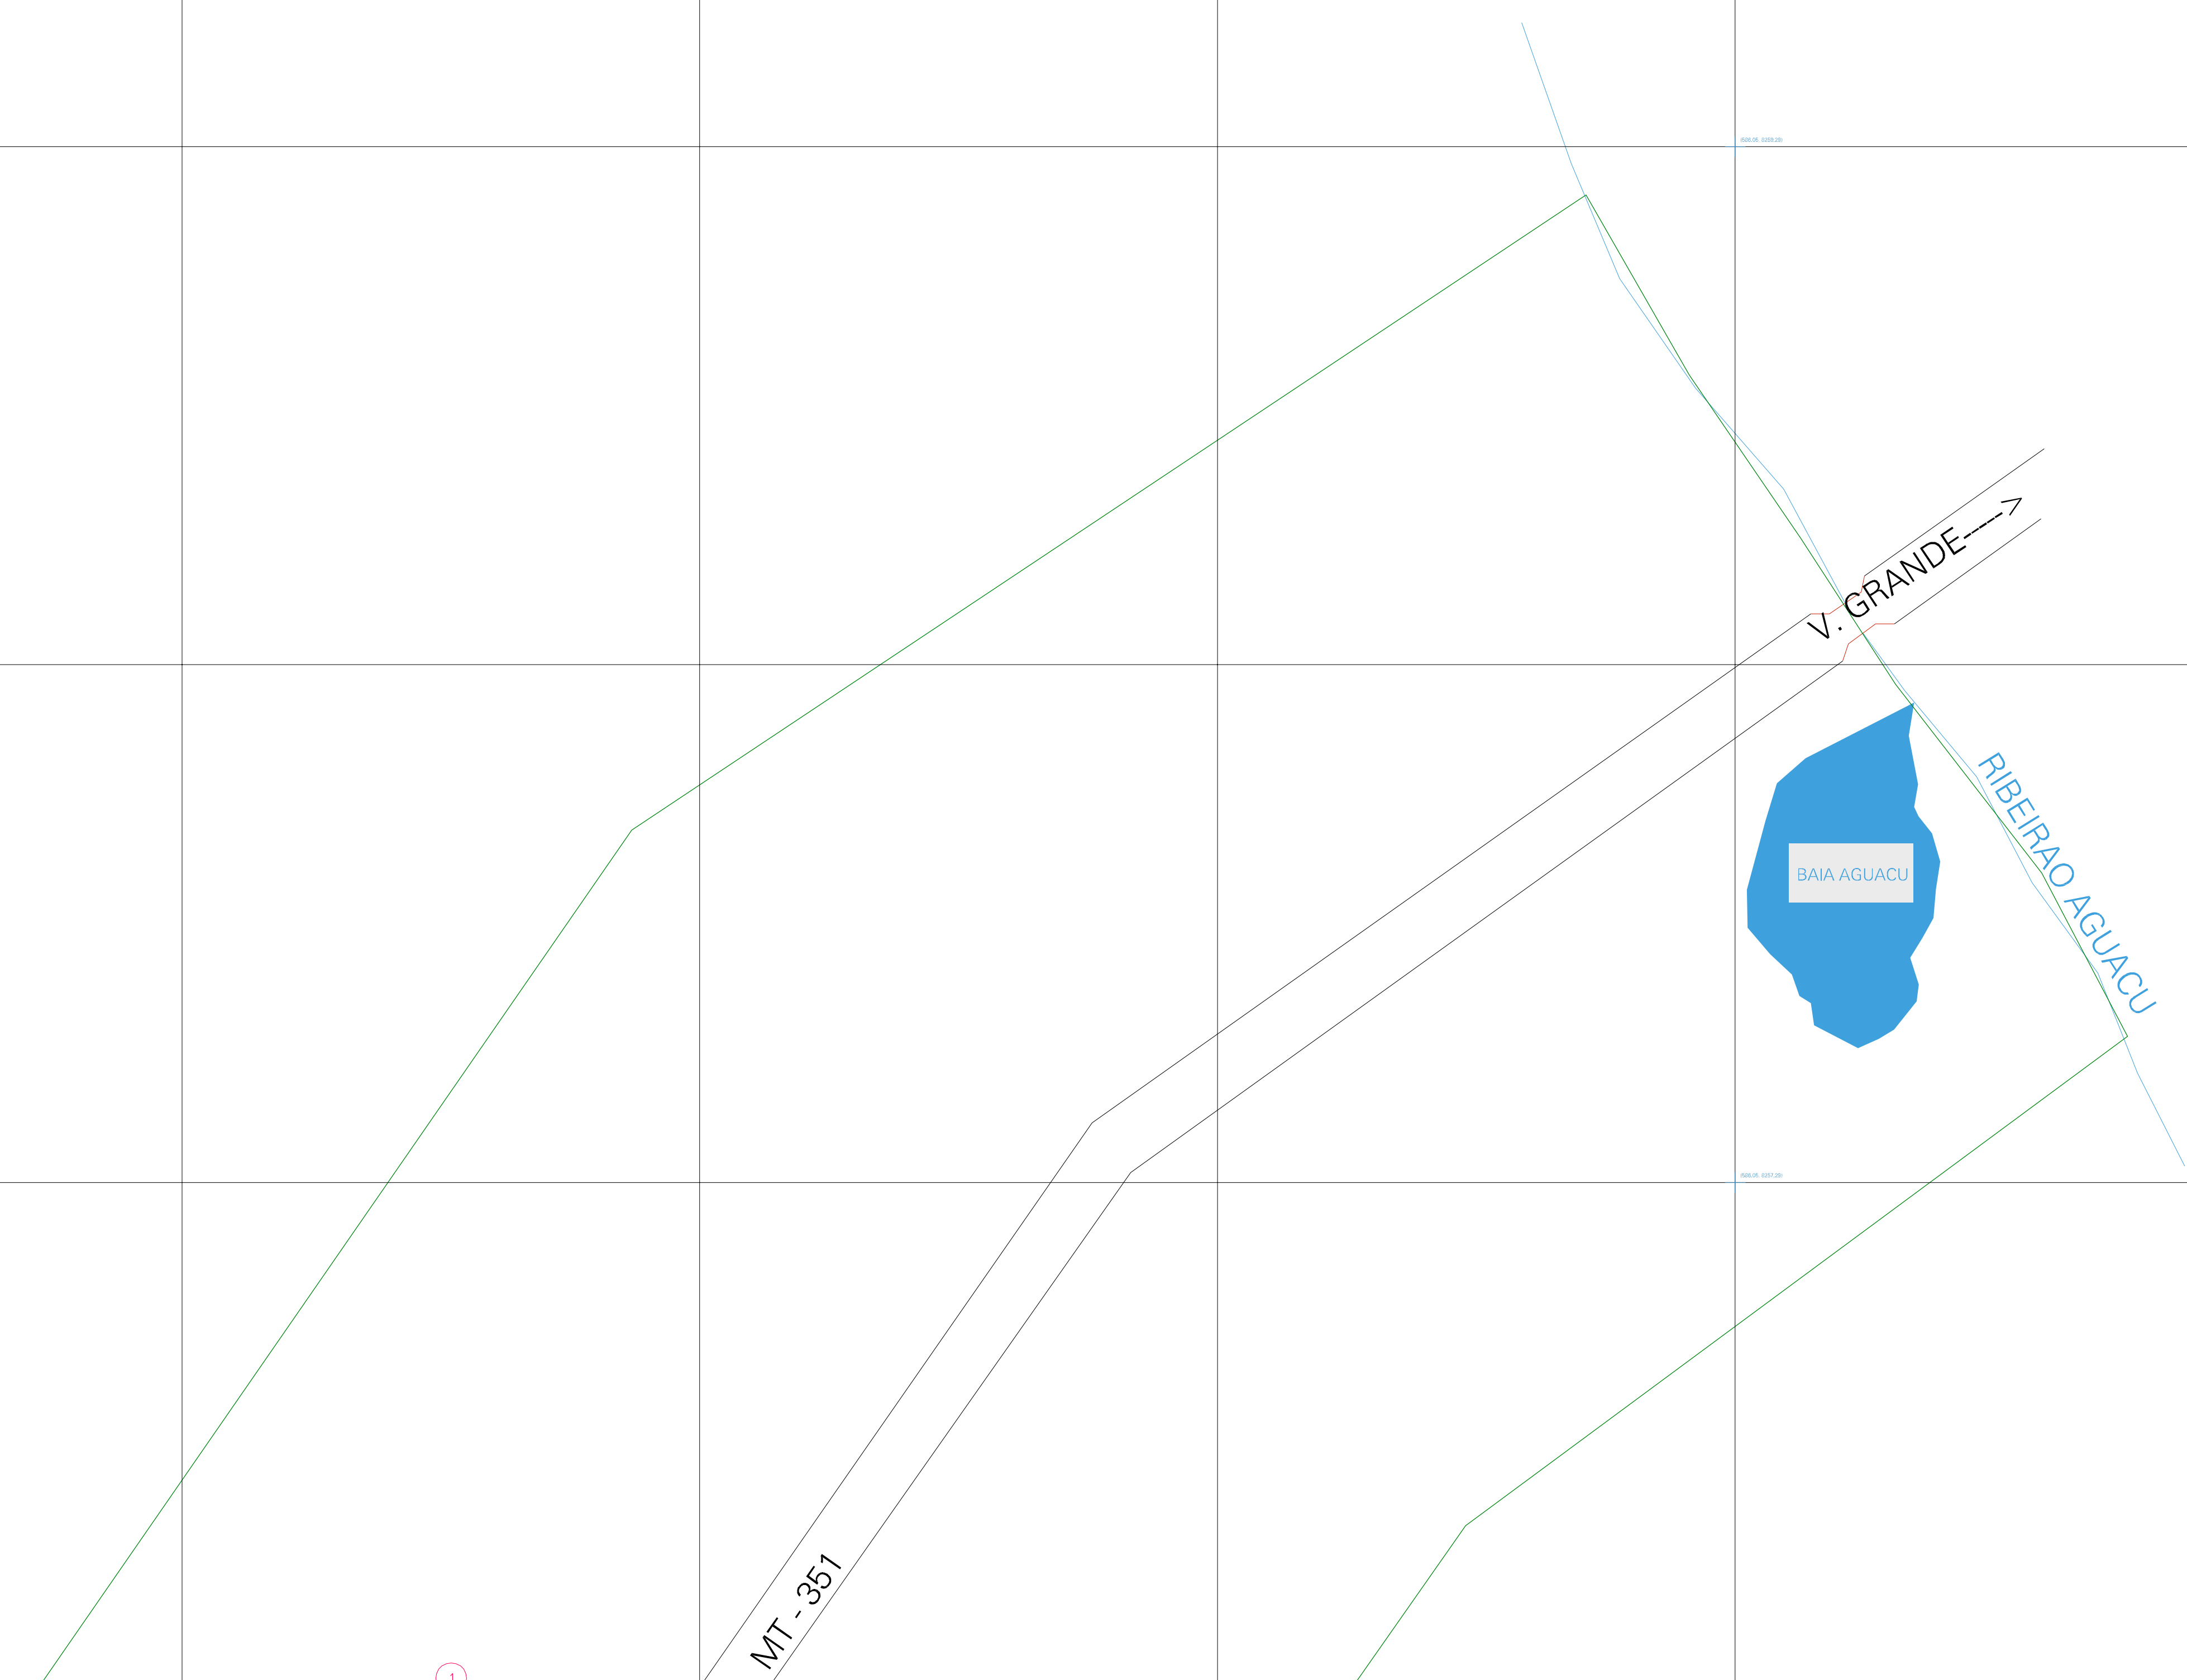 V. GRANDE----->
RIBEIRAO AGUACU
BAIA AGUACU
MT - 351
1